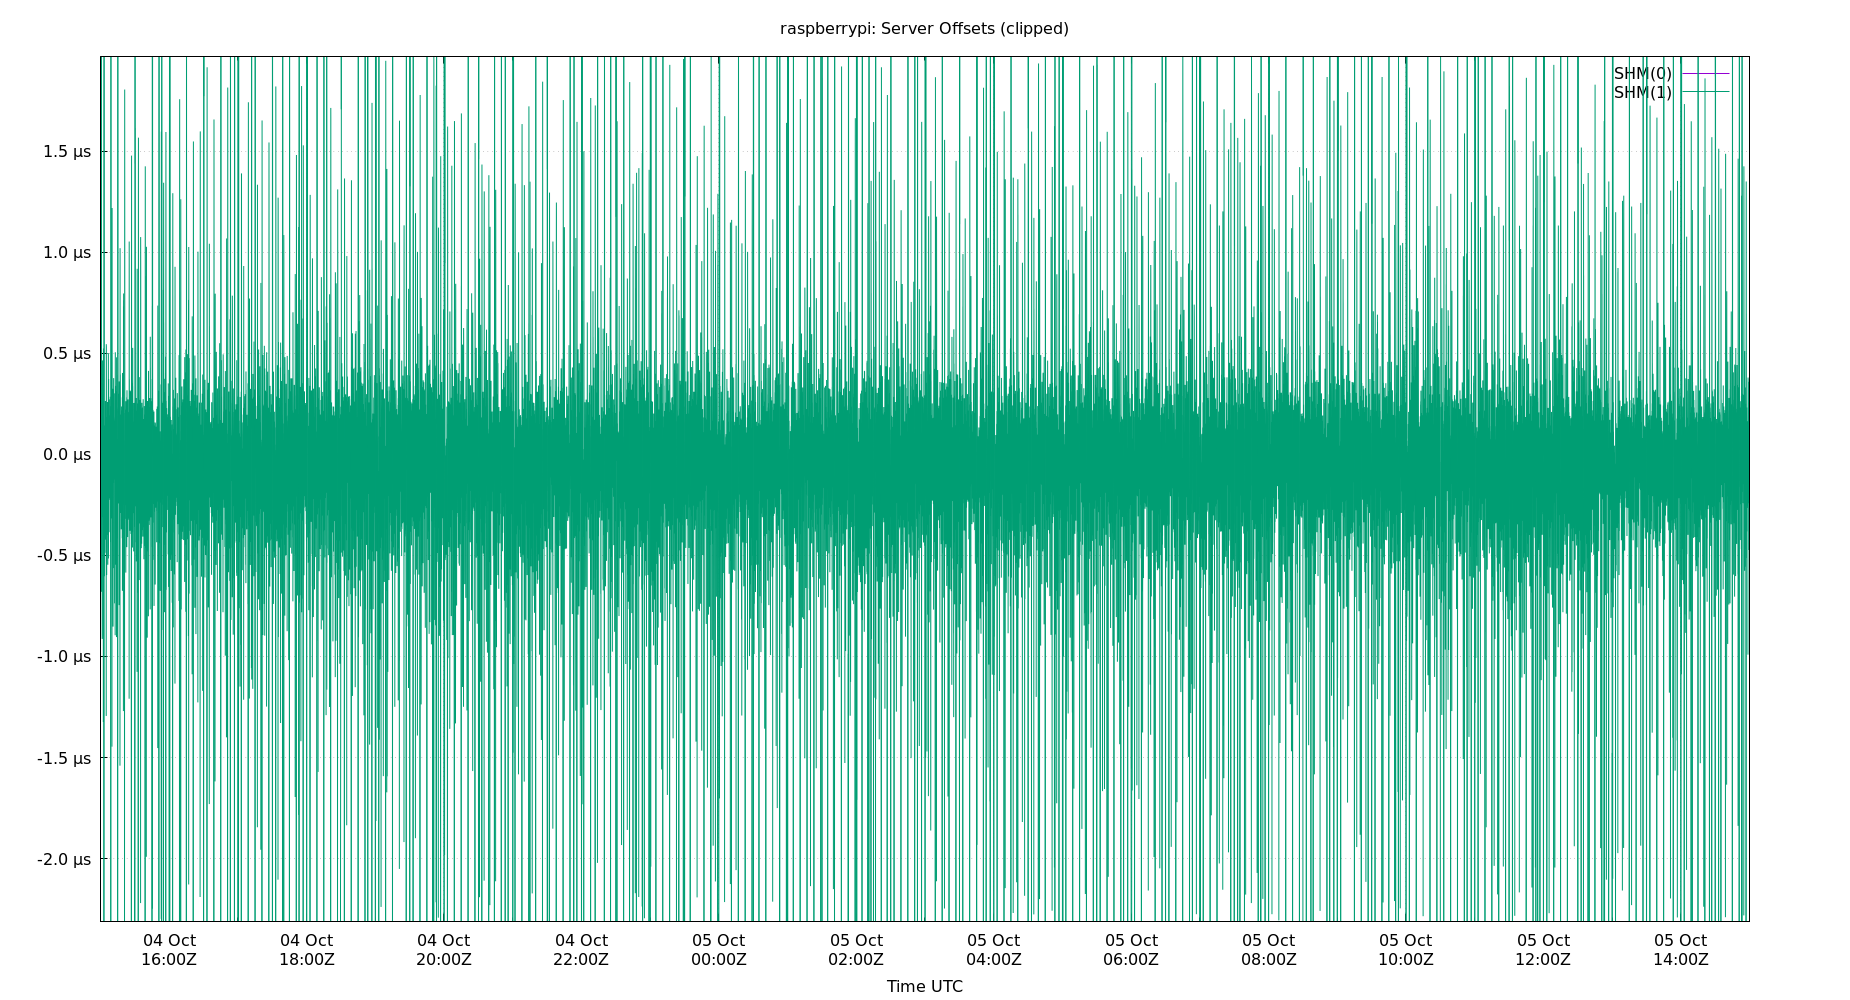 raspberrypi: Server Offsets (clipped)
SHM(0)
SHM(1)
1.5 µs
1.0 µs
0.5 µs
0.0 µs
-0.5 µs
-1.0 µs
-1.5 µs
-2.0 µs
04 Oct 04 Oct 04 Oct 04 Oct 05 Oct 05 Oct 05 Oct 05 Oct 05 Oct 05 Oct 05 Oct 05 Oct
16:00Z 18:00Z 20:00Z 22:00Z 00:00Z 02:00Z 04:00Z 06:00Z 08:00Z 10:00Z 12:00Z 14:00Z
Time UTC